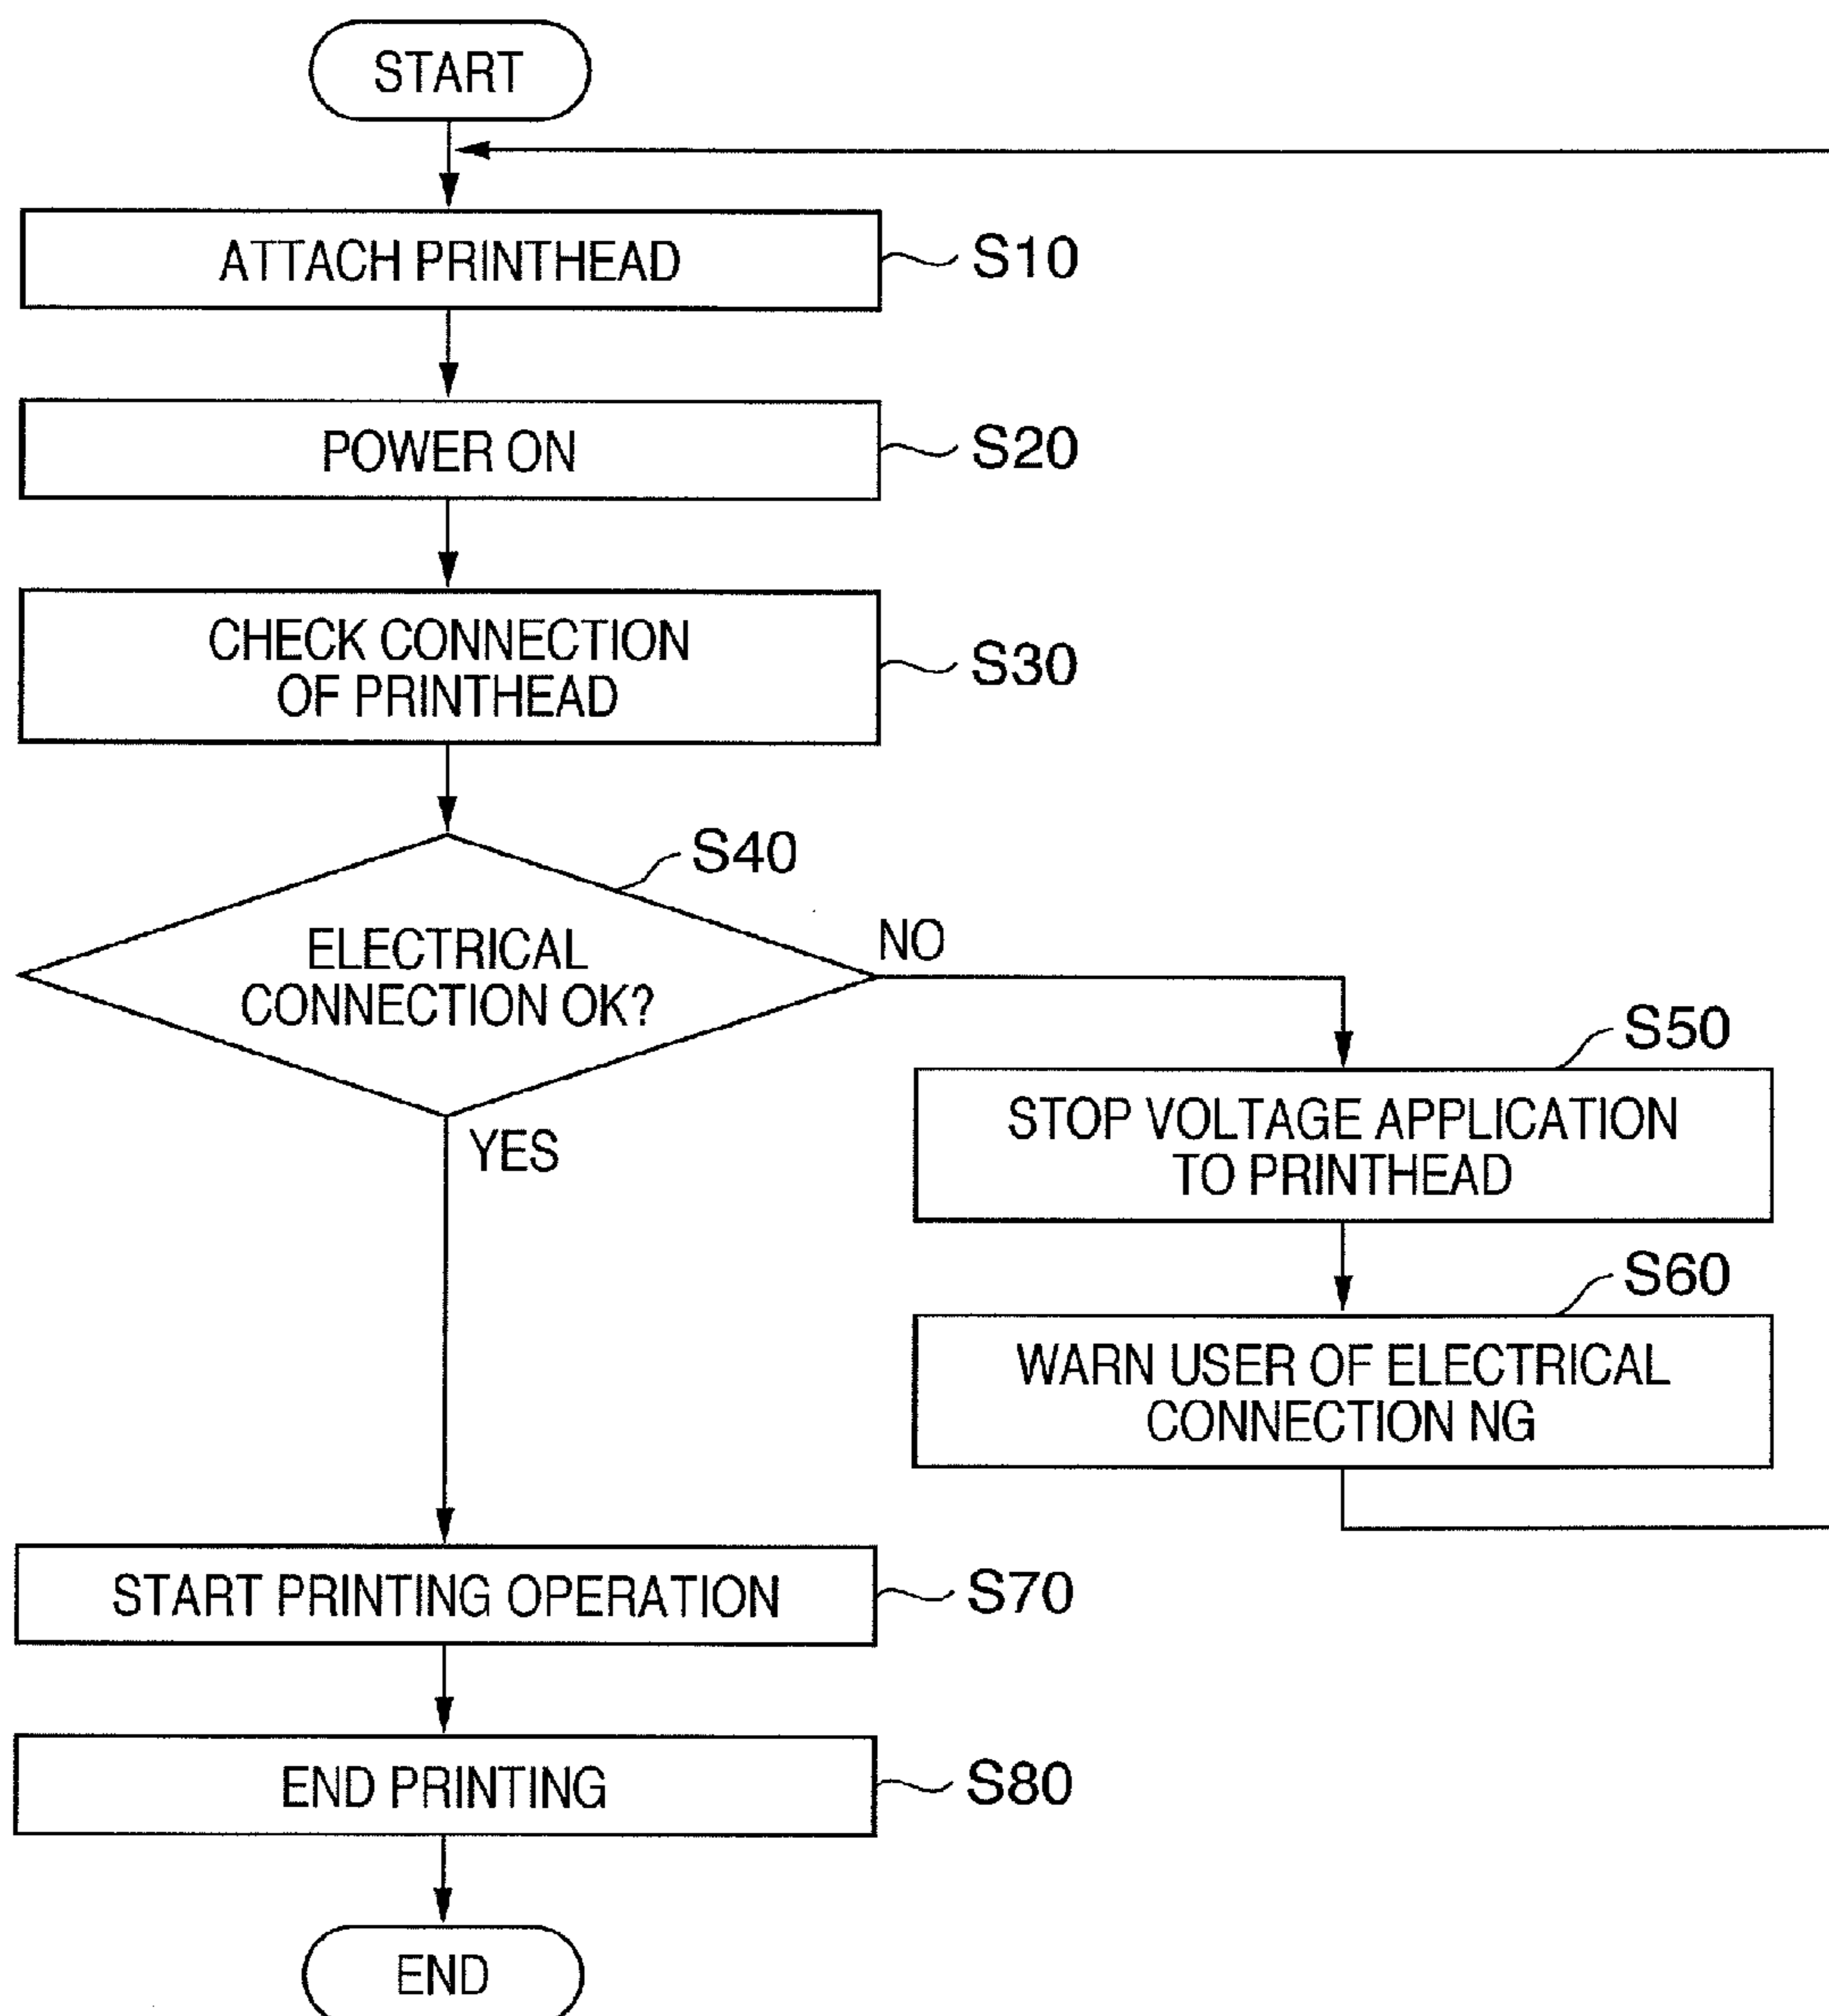 START
ATTACH PRINTHEAD
S10
POWER ON
S20
CHECK CONNECTION
OF PRINTHEAD
S30
S40
ELECTRICAL
CONNECTION OK?
NO
YES
S50
STOP VOLTAGE APPLICATION
TO PRINTHEAD
S60
WARN USER OF ELECTRICAL
CONNECTION NG
START PRINTING OPERATION
S70
END PRINTING
S80
END